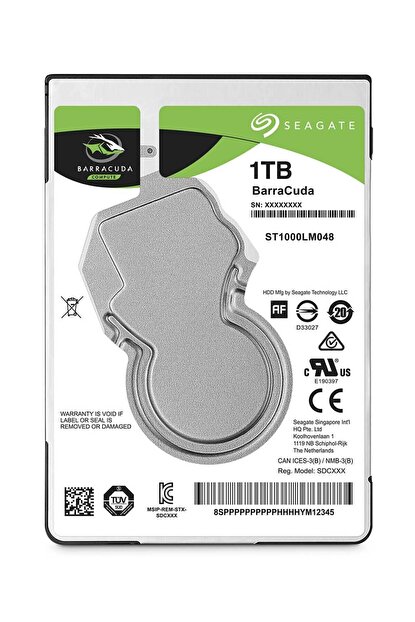 BARRACUDA
COMPUTE
SEAGATE
1TB
BarraCuda
SN: XXXXXXXX
ST1000LM048
HDD Mfg by Seagate Technology LLC
AF
D33027
20
C US
E190397
CE
WARRANTY IS VOID IF
LABEL OR SEAL IS
REMOVED OR DAMAGED
Seagate Singapore Int'l
HQ Pte. Ltd
Koolhovenlaan 1
1119 NB Schiphol-Rijk
The Netherlands
CAN ICES-3(B) / NMB-3(B)
Reg. Model: SDCXXX
TÜV
SÜD
MSIP-REM-STX-
SDCXXX
8SPPPPPPPPPPHHHHYM12345